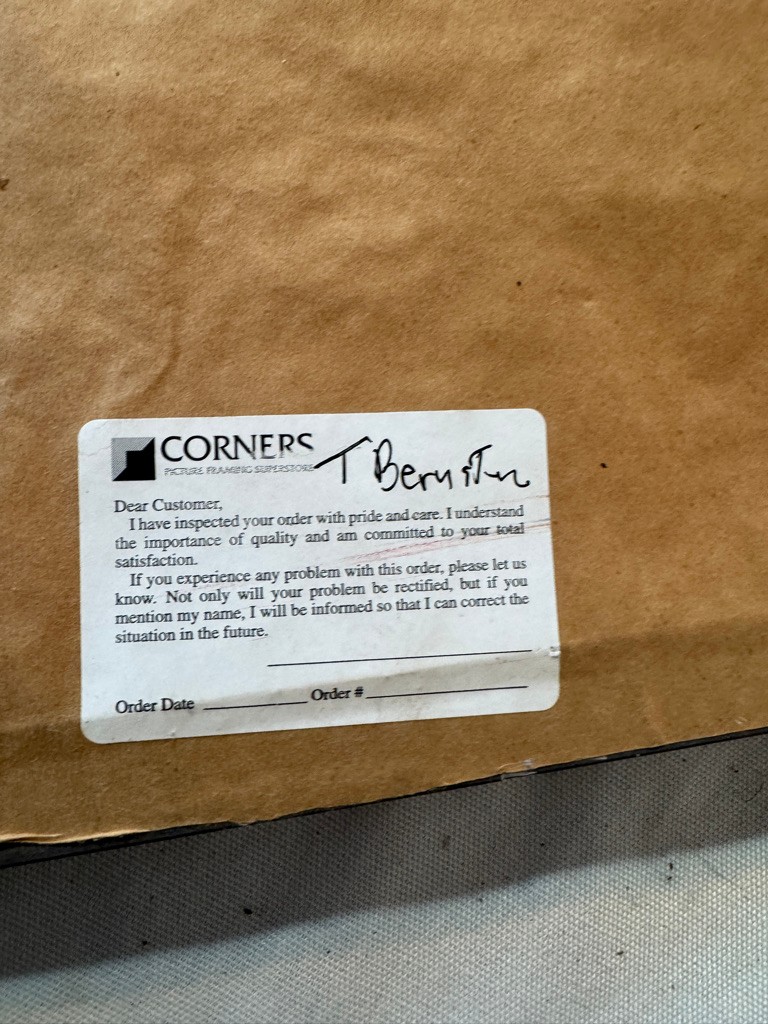 CORNERS
PICTURE FRAMING SUPERSTORE
T Bernsten
Dear Customer,
I have inspected your order with pride and care. I understand
the importance of quality and am committed to your total
satisfaction.
If you experience any problem with this order, please let us
know. Not only will your problem be rectified, but if you
mention my name, I will be informed so that I can correct the
situation in the future.
Order Date Order #